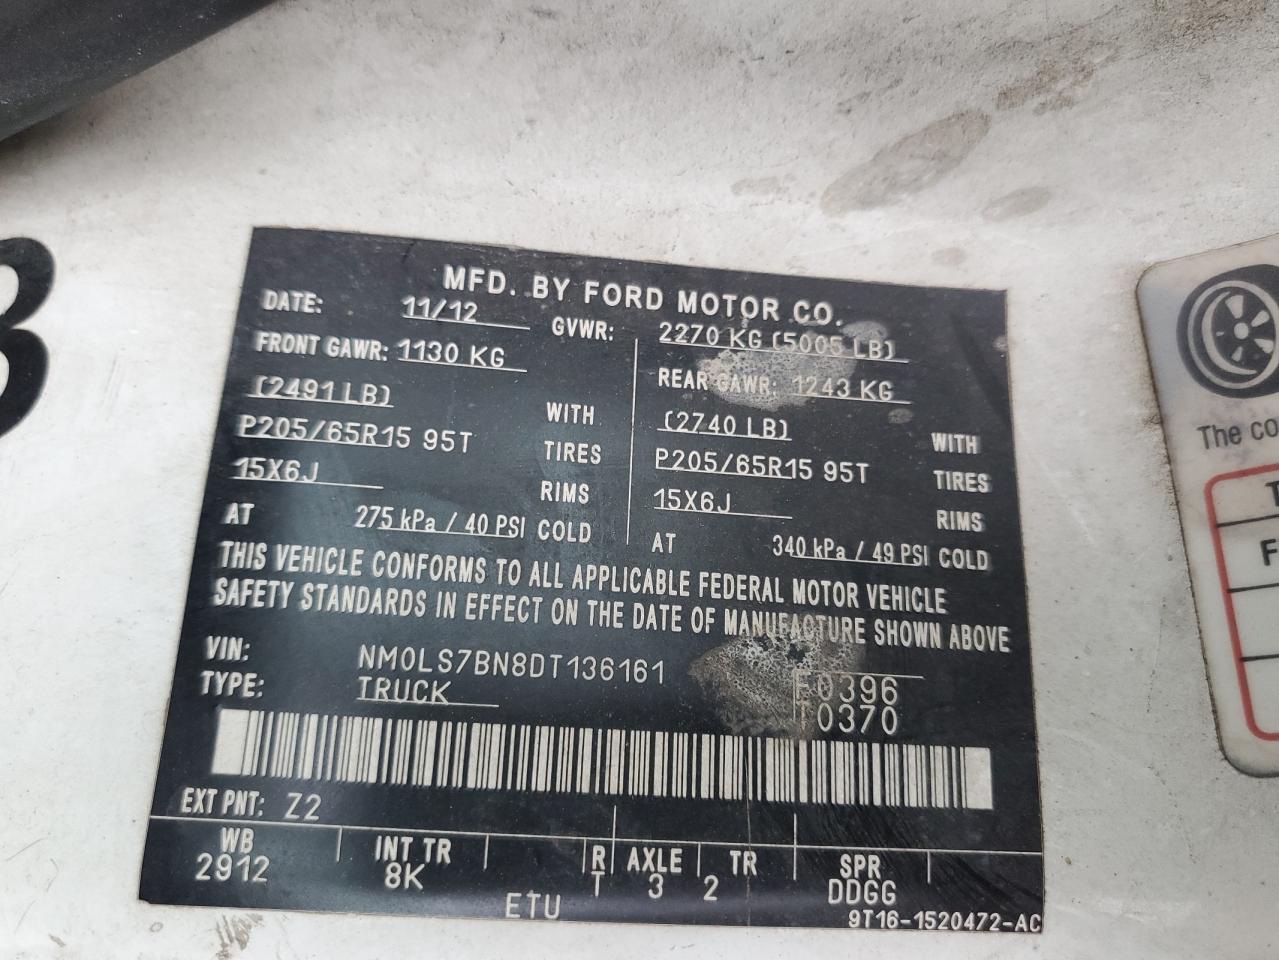 MFD. BY FORD MOTOR CO.
DATE: 11/12 GVWR: 2270 KG (5005 LB)
FRONT GAWR: 1130 KG REAR GAWR: 1243 KG
(2491 LB) WITH (2740 LB) WITH
P205/65R15 95T TIRES P205/65R15 95T TIRES
15X6J RIMS 15X6J RIMS
AT 275 kPa / 40 PSI COLD AT 340 kPa / 49 PSI COLD
THIS VEHICLE CONFORMS TO ALL APPLICABLE FEDERAL MOTOR VEHICLE
SAFETY STANDARDS IN EFFECT ON THE DATE OF MANUFACTURE SHOWN ABOVE
VIN: NM0LS7BN8DT136161
TYPE: TRUCK F0396
T0370
EXT PNT: Z2
WB INT TR R AXLE TR SPR
2912 8K T 3 2 DDGG
ETU
9T16-1520472-AC
The